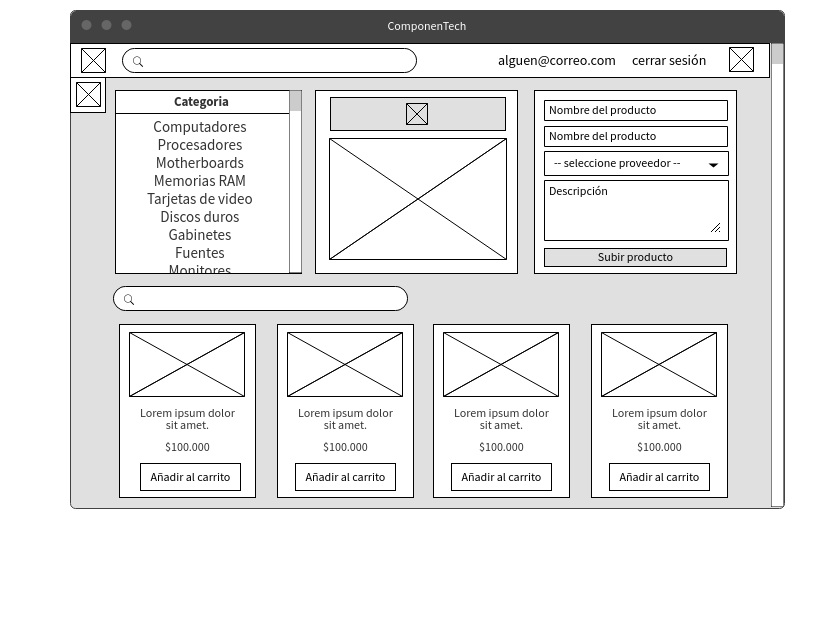 ComponenTech
alguen@correo.com cerrar sesión
Categoria
Computadores
Procesadores
Motherboards
Memorias RAM
Tarjetas de video
Discos duros
Gabinetes
Fuentes
Monitores
Nombre del producto
Nombre del producto
-- seleccione proveedor --
Descripción
Subir producto
Lorem ipsum dolor
sit amet.
$100.000
Añadir al carrito
Lorem ipsum dolor
sit amet.
$100.000
Añadir al carrito
Lorem ipsum dolor
sit amet.
$100.000
Añadir al carrito
Lorem ipsum dolor
sit amet.
$100.000
Añadir al carrito